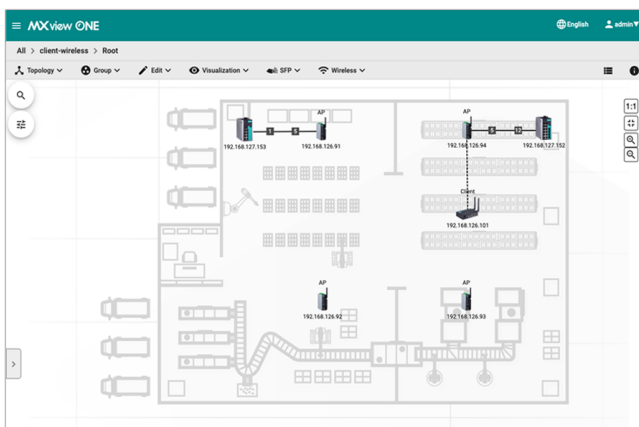 MXview ONE
English
admin
All > client-wireless > Root
Topology
Group
Edit
Visualization
SFP
Wireless
1:1
AP
AP
192.168.127.153
192.168.126.91
192.168.126.94
192.168.127.152
Client
192.168.126.101
AP
AP
192.168.126.92
192.168.126.93